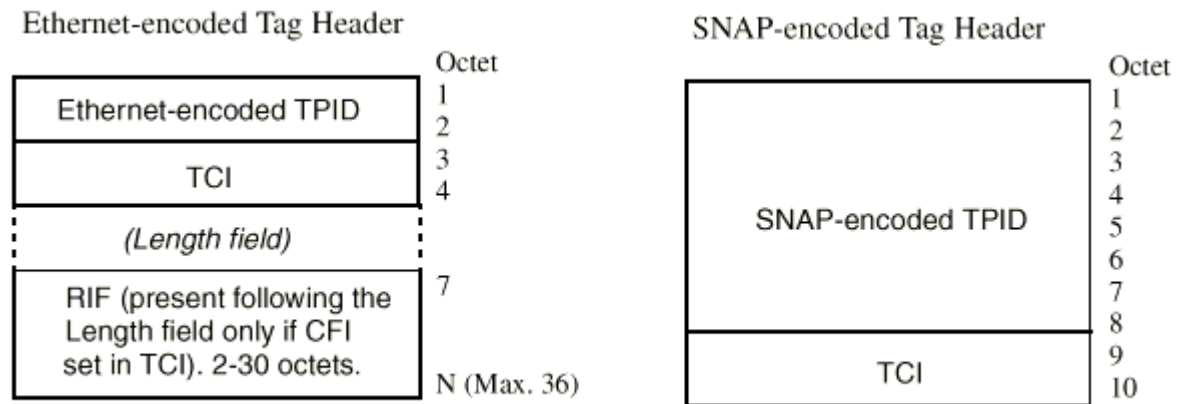 Ethernet-encoded Tag Header
Octet
Ethernet-encoded TPID
1
2
TCI
3
4
(Length field)
RIF (present following the
Length field only if CFI
set in TCI). 2-30 octets.
7
N (Max. 36)
SNAP-encoded Tag Header
Octet
SNAP-encoded TPID
1
2
3
4
5
6
7
8
TCI
9
10